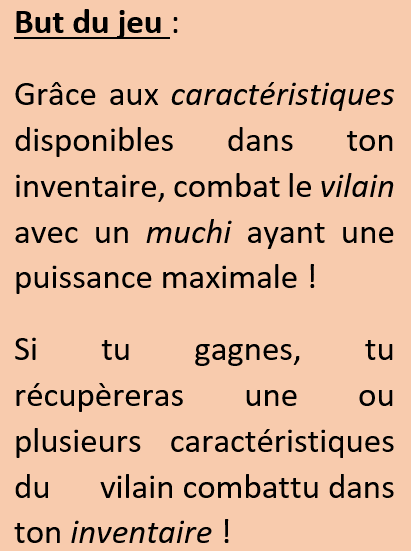 But du jeu :
Grâce aux caractéristiques
disponibles dans ton
inventaire, combat le vilain
avec un muchi ayant une
puissance maximale !
Si tu gagnes, tu
récupèreras une ou
plusieurs caractéristiques
du vilain combattu dans
ton inventaire !